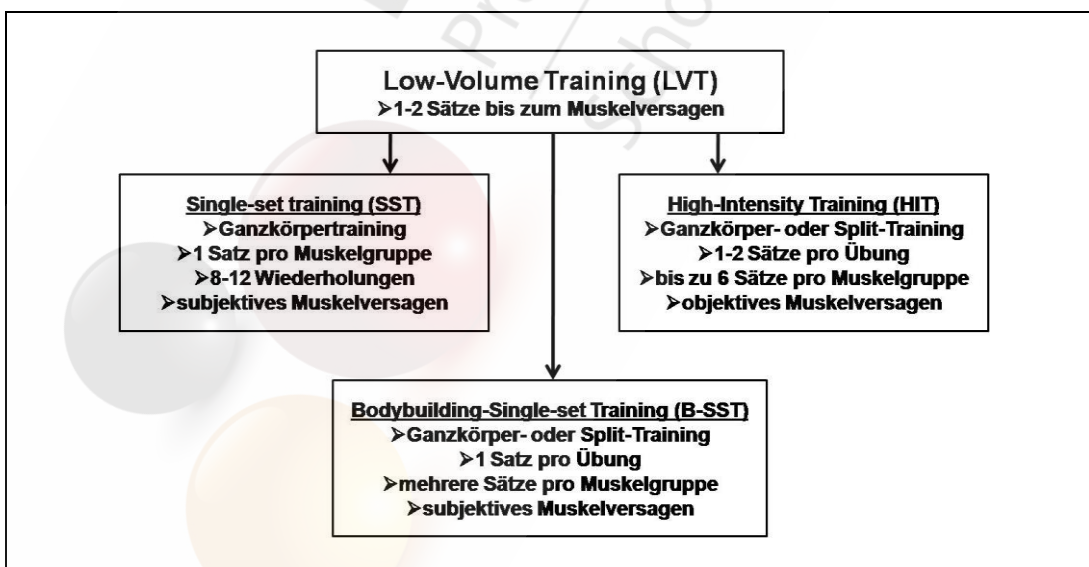 Low-Volume Training (LVT)
➢1-2 Sätze bis zum Muskelversagen
Single-set training (SST)
➢Ganzkörpertraining
➢1 Satz pro Muskelgruppe
➢8-12 Wiederholungen
➢subjektives Muskelversagen
High-Intensity Training (HIT)
➢Ganzkörper- oder Split-Training
➢1-2 Sätze pro Übung
➢bis zu 6 Sätze pro Muskelgruppe
➢objektives Muskelversagen
Bodybuilding-Single-set Training (B-SST)
➢Ganzkörper- oder Split-Training
➢1 Satz pro Übung
➢mehrere Sätze pro Muskelgruppe
➢subjektives Muskelversagen